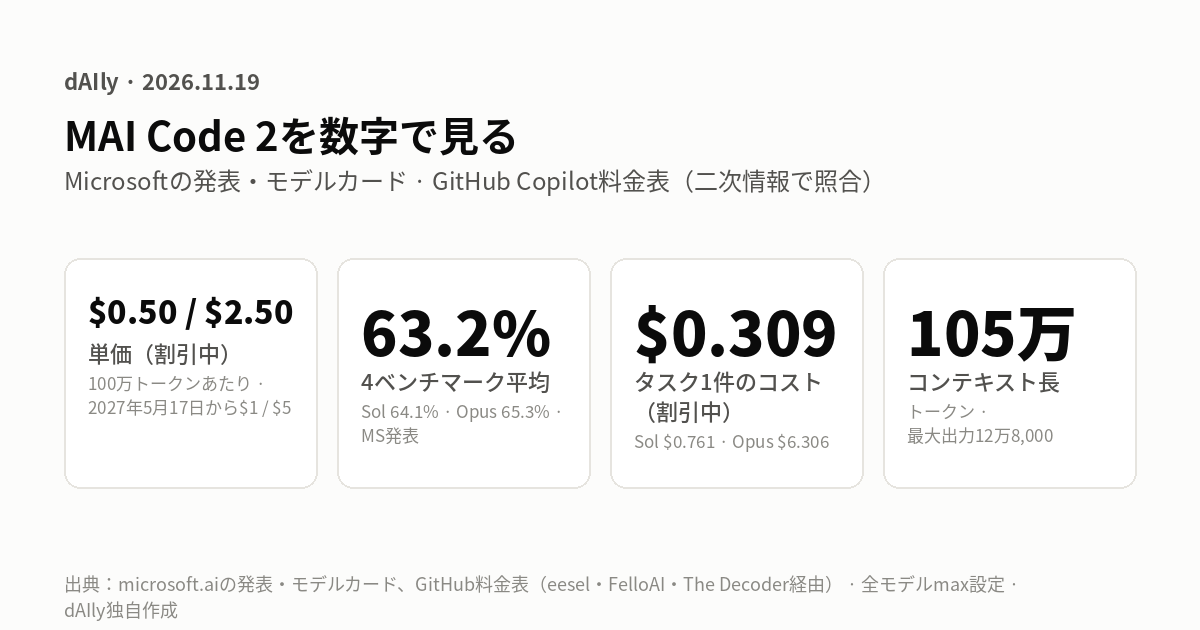 dAIly · 2026.11.19
MAI Code 2を数字で見る
Microsoftの発表・モデルカード · GitHub Copilot料金表（二次情報で照合）
$0.50 / $2.50
単価（割引中）
100万トークンあたり ·
2027年5月17日から$1 / $5
63.2%
4ベンチマーク平均
Sol 64.1% · Opus 65.3% ·
MS発表
$0.309
タスク1件のコスト
（割引中）
Sol $0.761 · Opus $6.306
105万
コンテキスト長
トークン ·
最大出力12万8,000
出典：microsoft.aiの発表・モデルカード、GitHub料金表（eesel・FelloAI・The Decoder経由） · 全モデルmax設定 ·
dAIly独自作成